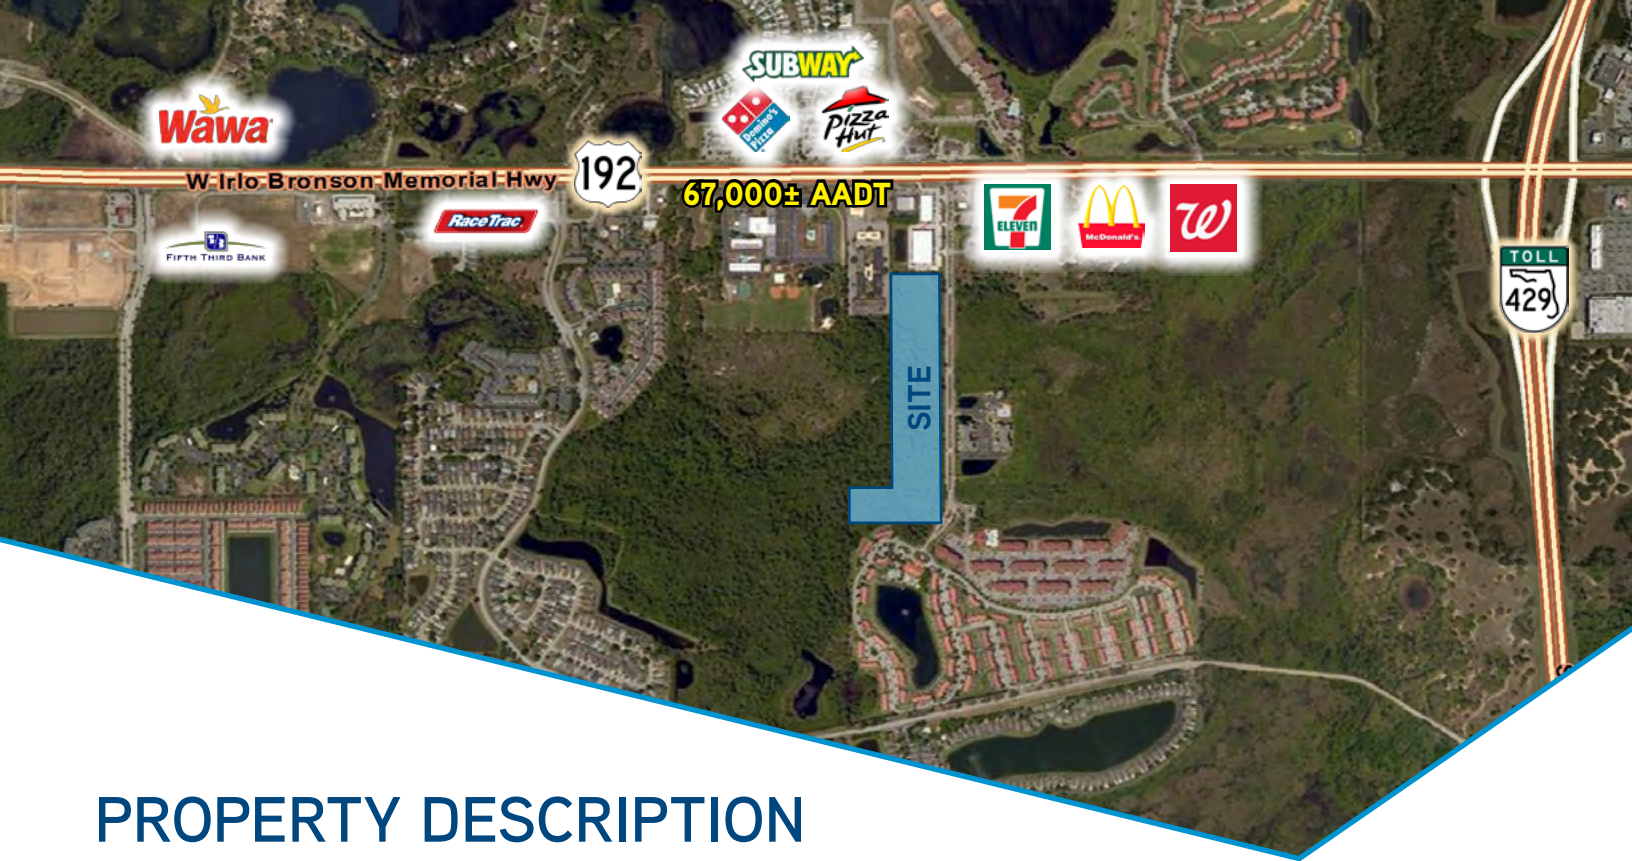 SUBWAY
Wawa
Domino's
Pizza
Pizza
Hut
W Irlo Bronson Memorial Hwy
192
67,000± AADT
RaceTrac
7
ELEVEN
McDonald's
W
FIFTH THIRD BANK
TOLL
429
SITE
PROPERTY DESCRIPTION